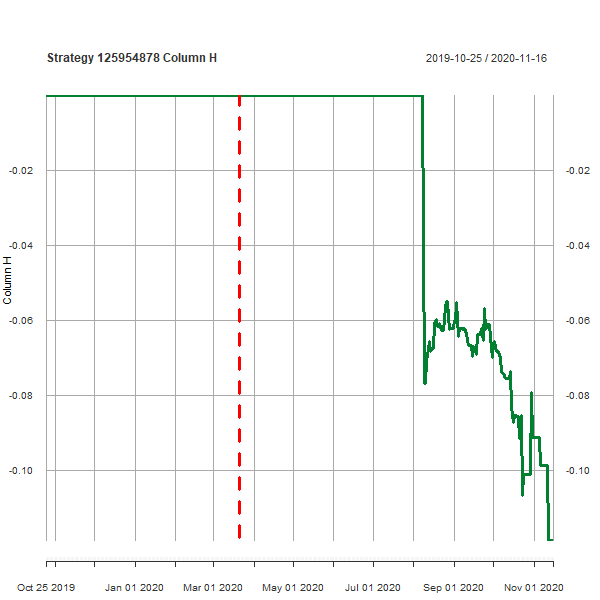 Strategy 125954878 Column H
2019-10-25 / 2020-11-16
-0.02
-0.02
-0.04
-0.04
Column H
-0.06
-0.06
-0.08
-0.08
-0.10
-0.10
Oct 25 2019
Jan 01 2020
Mar 01 2020
May 01 2020
Jul 01 2020
Sep 01 2020
Nov 01 2020